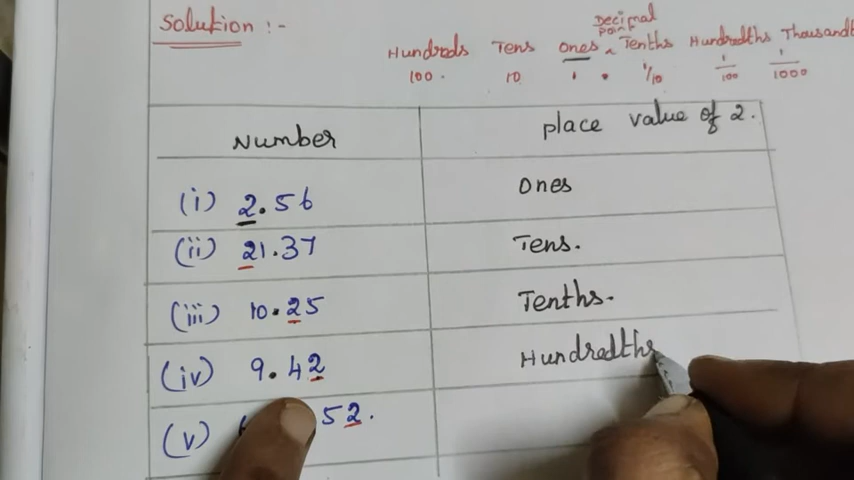 Solution :-
Decimal
point
Hundreds Tens Ones . Tenths Hundredths Thousandt
100. 10 1 . 1/10 1/100 1/1000
Number place value of 2.
(i) 2.56 Ones
(ii) 21.37 Tens.
(iii) 10.25 Tenths.
(iv) 9.42 Hundredths
(v) 52.